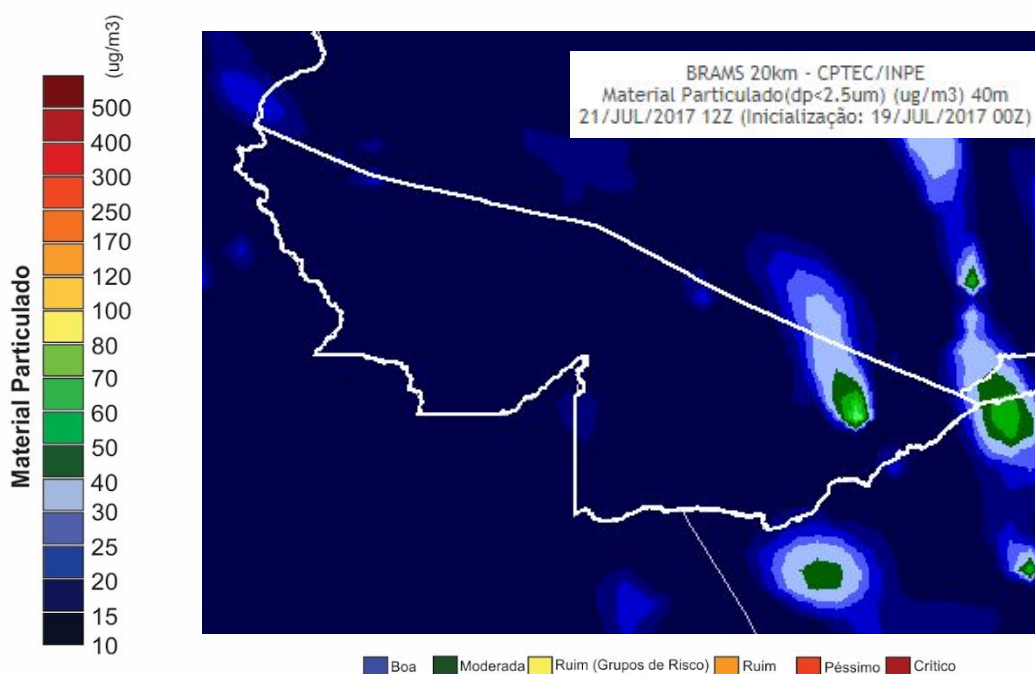 (ug/m3)
BRAMS 20km - CPTEC/INPE
Material Particulado(dp<2.5um) (ug/m3) 40m
21/JUL/2017 12Z (Inicialização: 19/JUL/2017 00Z)
Material Particulado
500
400
300
250
170
120
100
80
70
60
50
40
30
25
20
15
10
Boa Moderada Ruim (Grupos de Risco) Ruim Péssimo Crítico